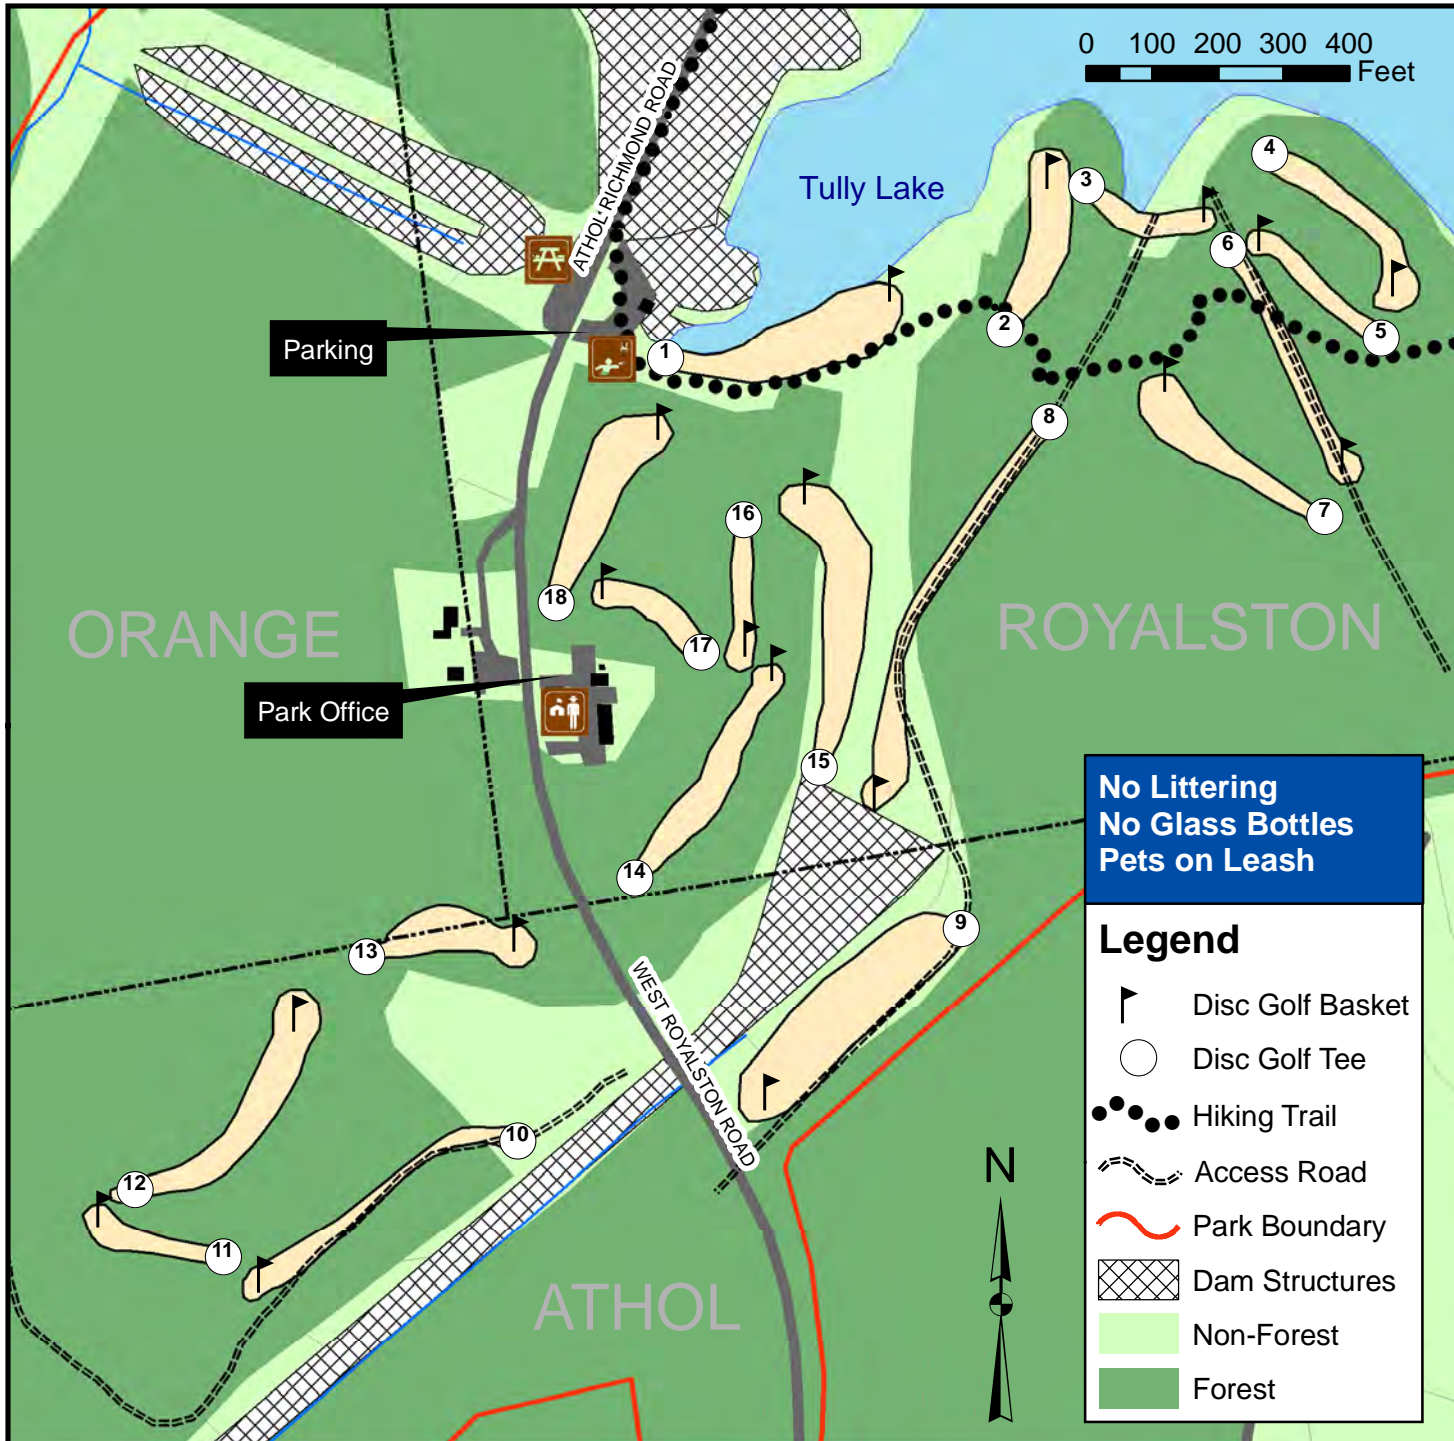 0 100 200 300 400
Feet
ATHOL RICHMOND ROAD
Tully Lake
4
3
6
2
5
1
Parking
8
7
16
18
17
ORANGE
ROYALSTON
Park Office
15
14
9
13
WEST ROYALSTON ROAD
10
12
11
ATHOL
N
No Littering
No Glass Bottles
Pets on Leash
Legend
Disc Golf Basket
Disc Golf Tee
Hiking Trail
Access Road
Park Boundary
Dam Structures
Non-Forest
Forest